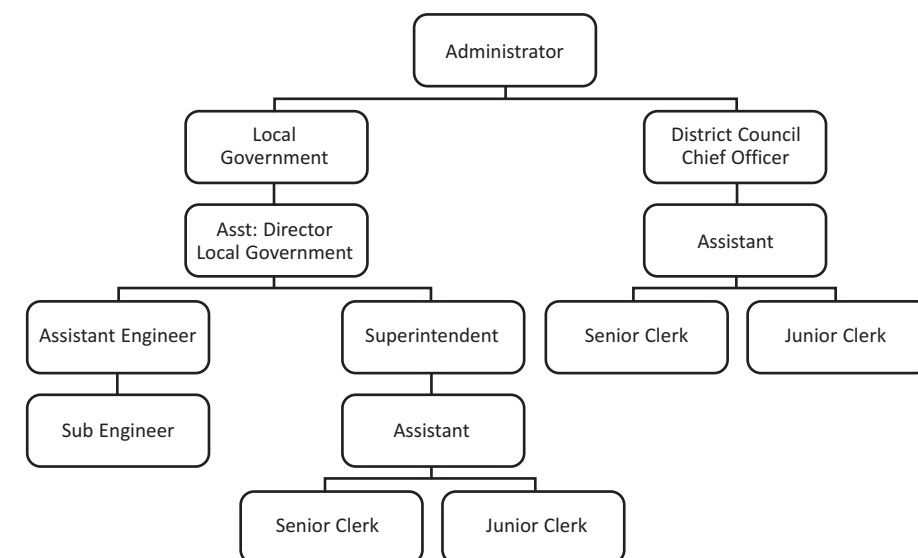 Administrator
Local
Government
District Council
Chief Officer
Asst: Director
Local Government
Assistant
Assistant Engineer
Superintendent
Senior Clerk
Junior Clerk
Sub Engineer
Assistant
Senior Clerk
Junior Clerk